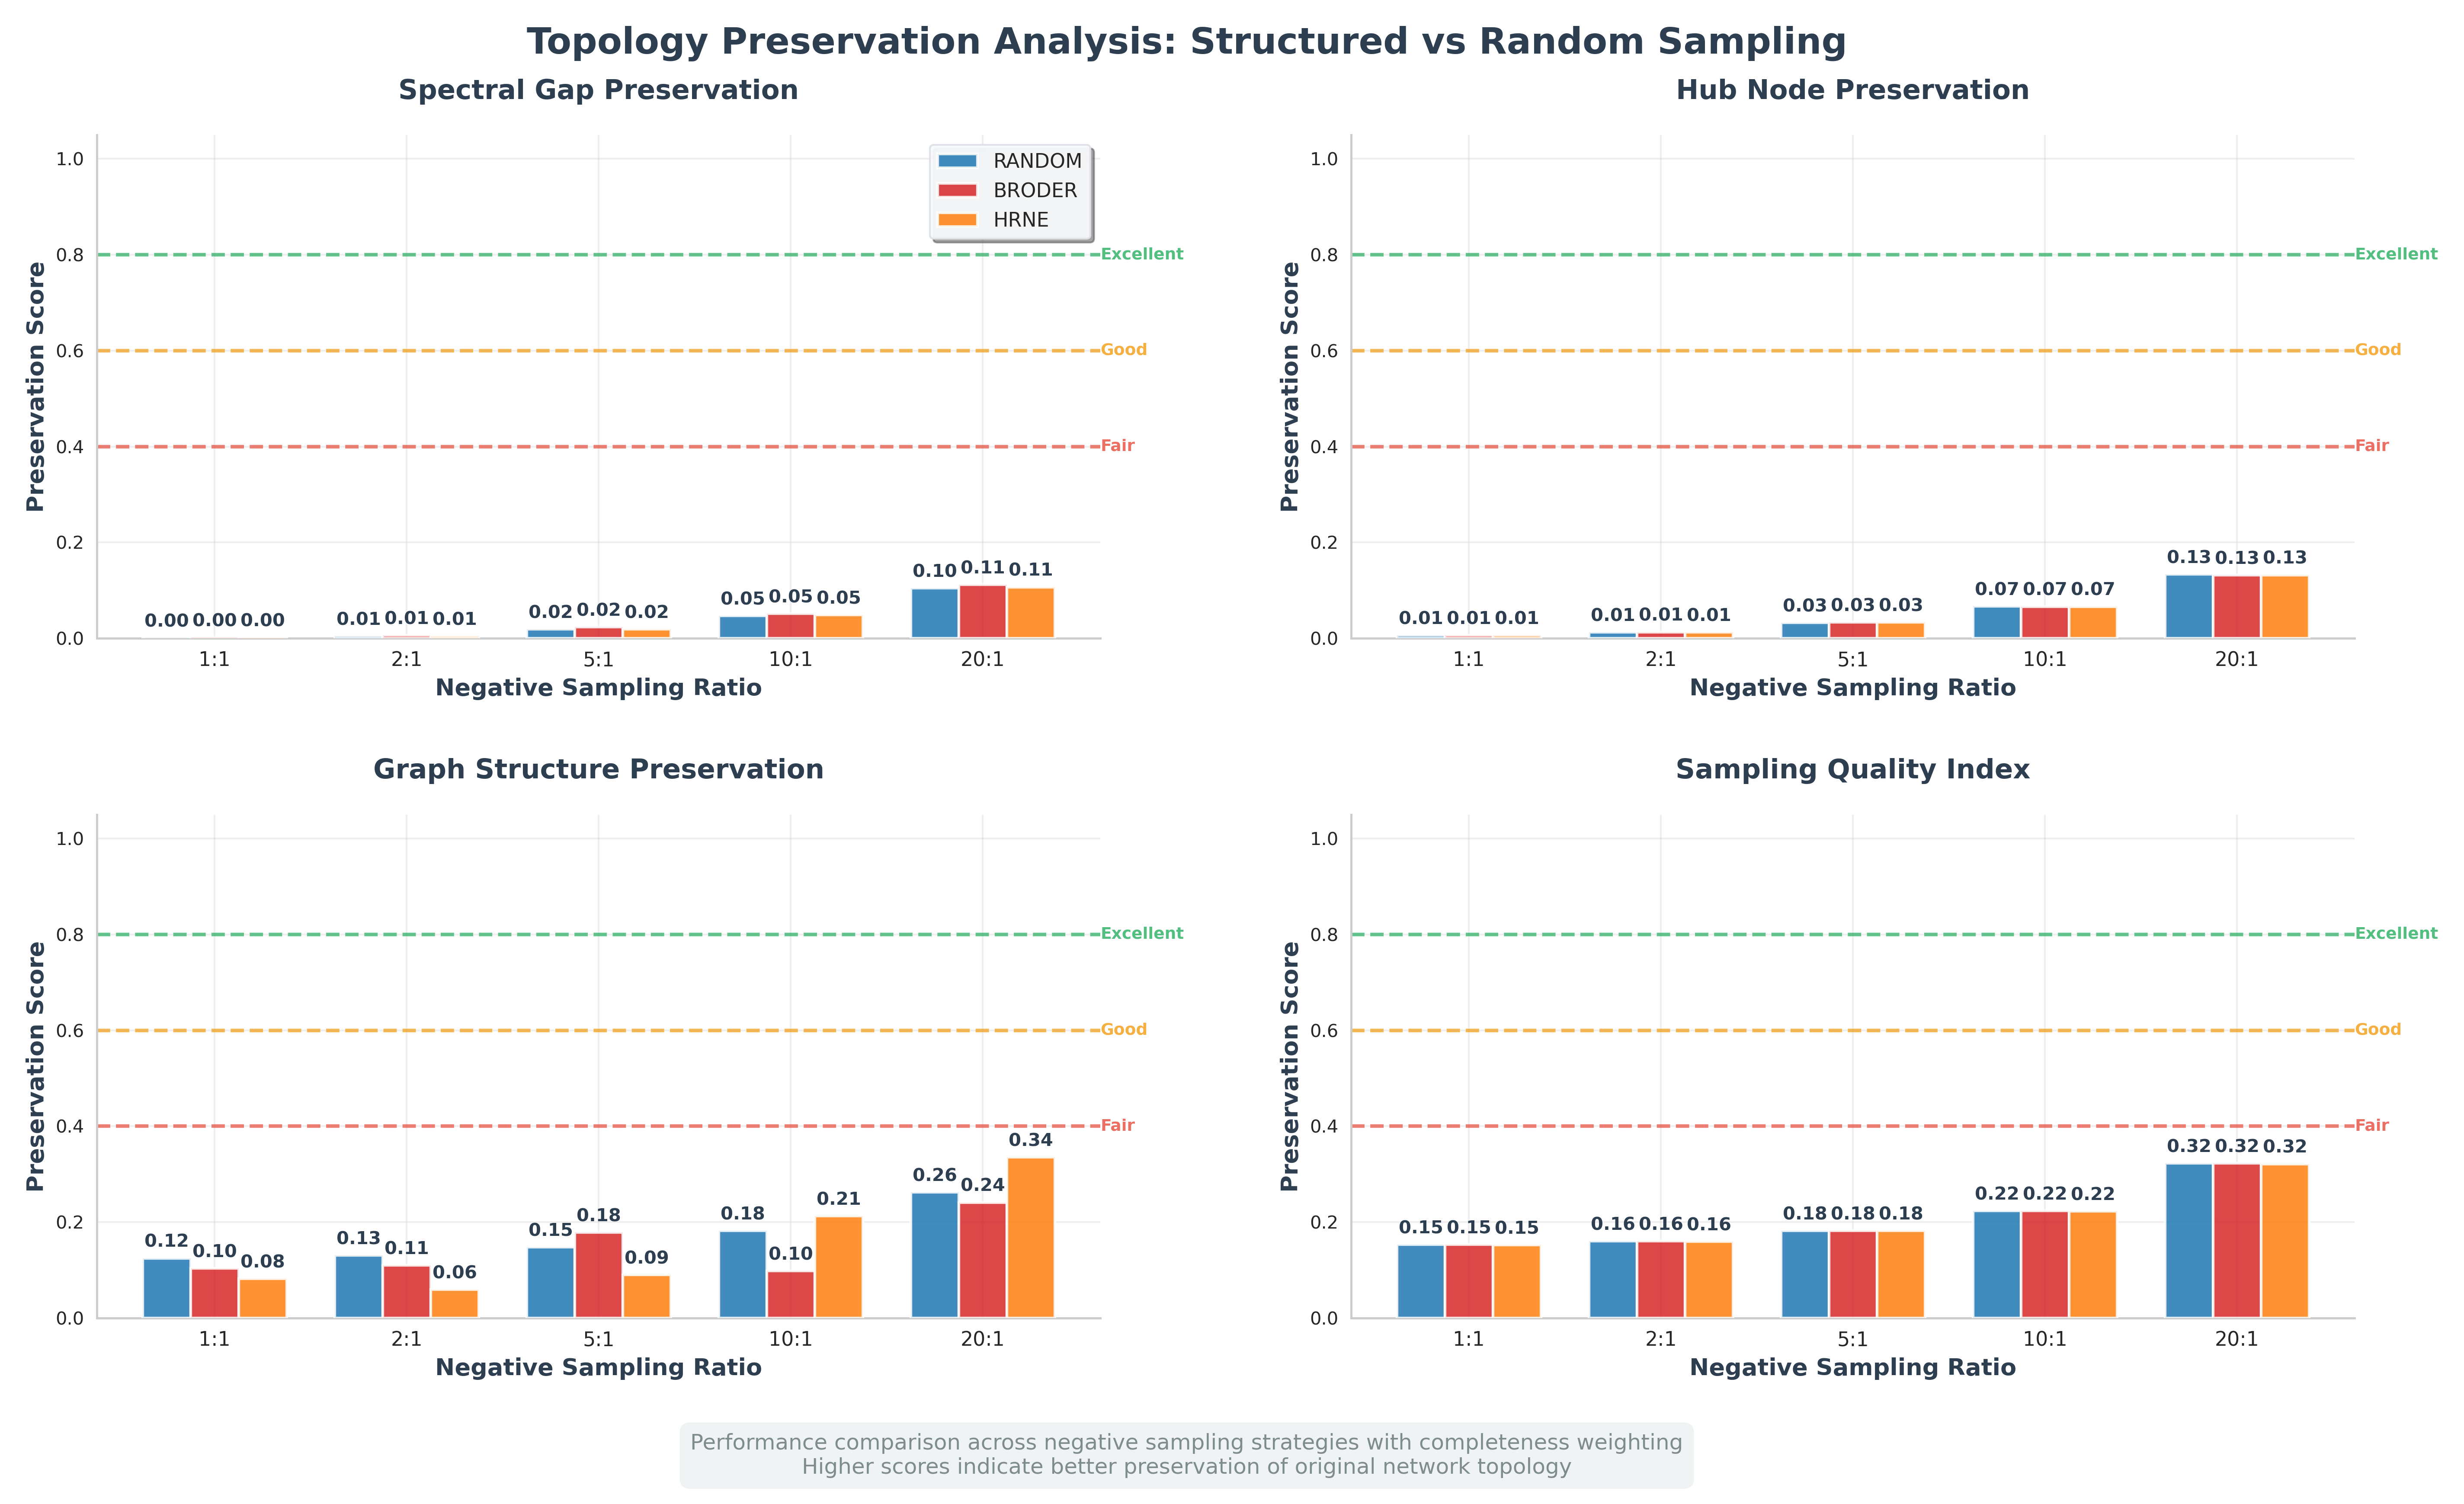 Topology Preservation Analysis: Structured vs Random Sampling
Spectral Gap Preservation
Preservation Score
1.0
0.8
0.6
0.4
0.2
0.0
RANDOM
BRODER
HRNE
Excellent
Good
Fair
0.00 0.00 0.00
0.01 0.01 0.01
0.02 0.02 0.02
0.05 0.05 0.05
0.10 0.11 0.11
1:1 2:1 5:1 10:1 20:1
Negative Sampling Ratio
Hub Node Preservation
Preservation Score
1.0
0.8
0.6
0.4
0.2
0.0
Excellent
Good
Fair
0.01 0.01 0.01
0.01 0.01 0.01
0.03 0.03 0.03
0.07 0.07 0.07
0.13 0.13 0.13
1:1 2:1 5:1 10:1 20:1
Negative Sampling Ratio
Graph Structure Preservation
Preservation Score
1.0
0.8
0.6
0.4
0.2
0.0
Excellent
Good
Fair
0.12 0.10 0.08
0.13 0.11 0.06
0.15 0.18 0.09
0.18 0.10 0.21
0.26 0.24 0.34
1:1 2:1 5:1 10:1 20:1
Negative Sampling Ratio
Sampling Quality Index
Preservation Score
1.0
0.8
0.6
0.4
0.2
0.0
Excellent
Good
Fair
0.15 0.15 0.15
0.16 0.16 0.16
0.18 0.18 0.18
0.22 0.22 0.22
0.32 0.32 0.32
1:1 2:1 5:1 10:1 20:1
Negative Sampling Ratio
Performance comparison across negative sampling strategies with completeness weighting
Higher scores indicate better preservation of original network topology